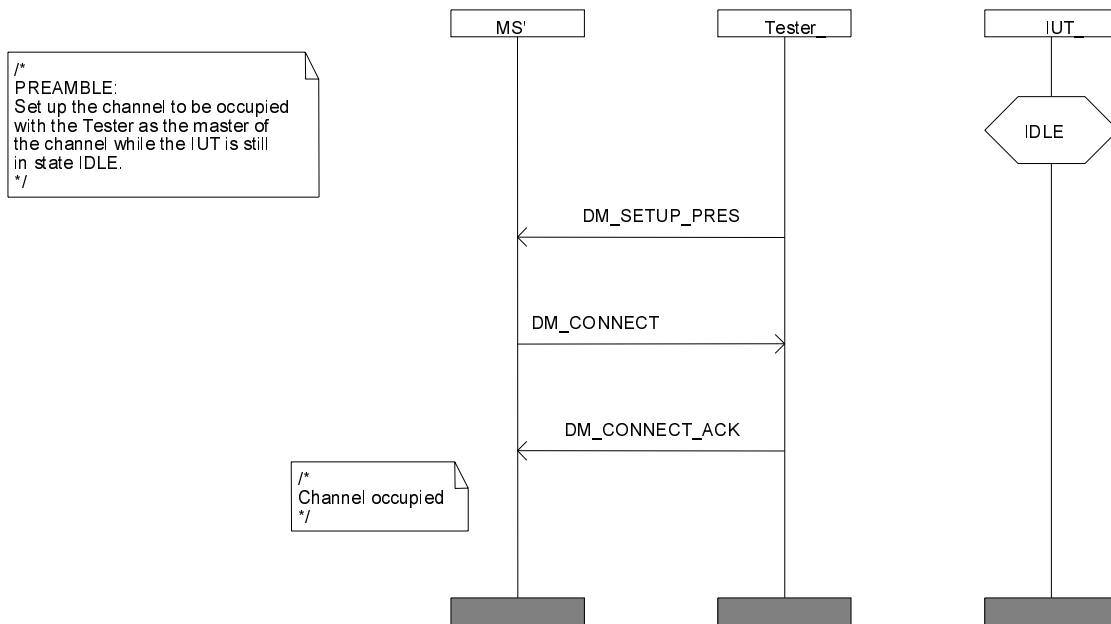 MS'
Tester_
IUT_
/*
PREAMBLE:
Set up the channel to be occupied
with the Tester as the master of
the channel while the IUT is still
in state IDLE.
*/
IDLE
DM_SETUP_PRES
DM_CONNECT
DM_CONNECT_ACK
/*
Channel occupied
*/